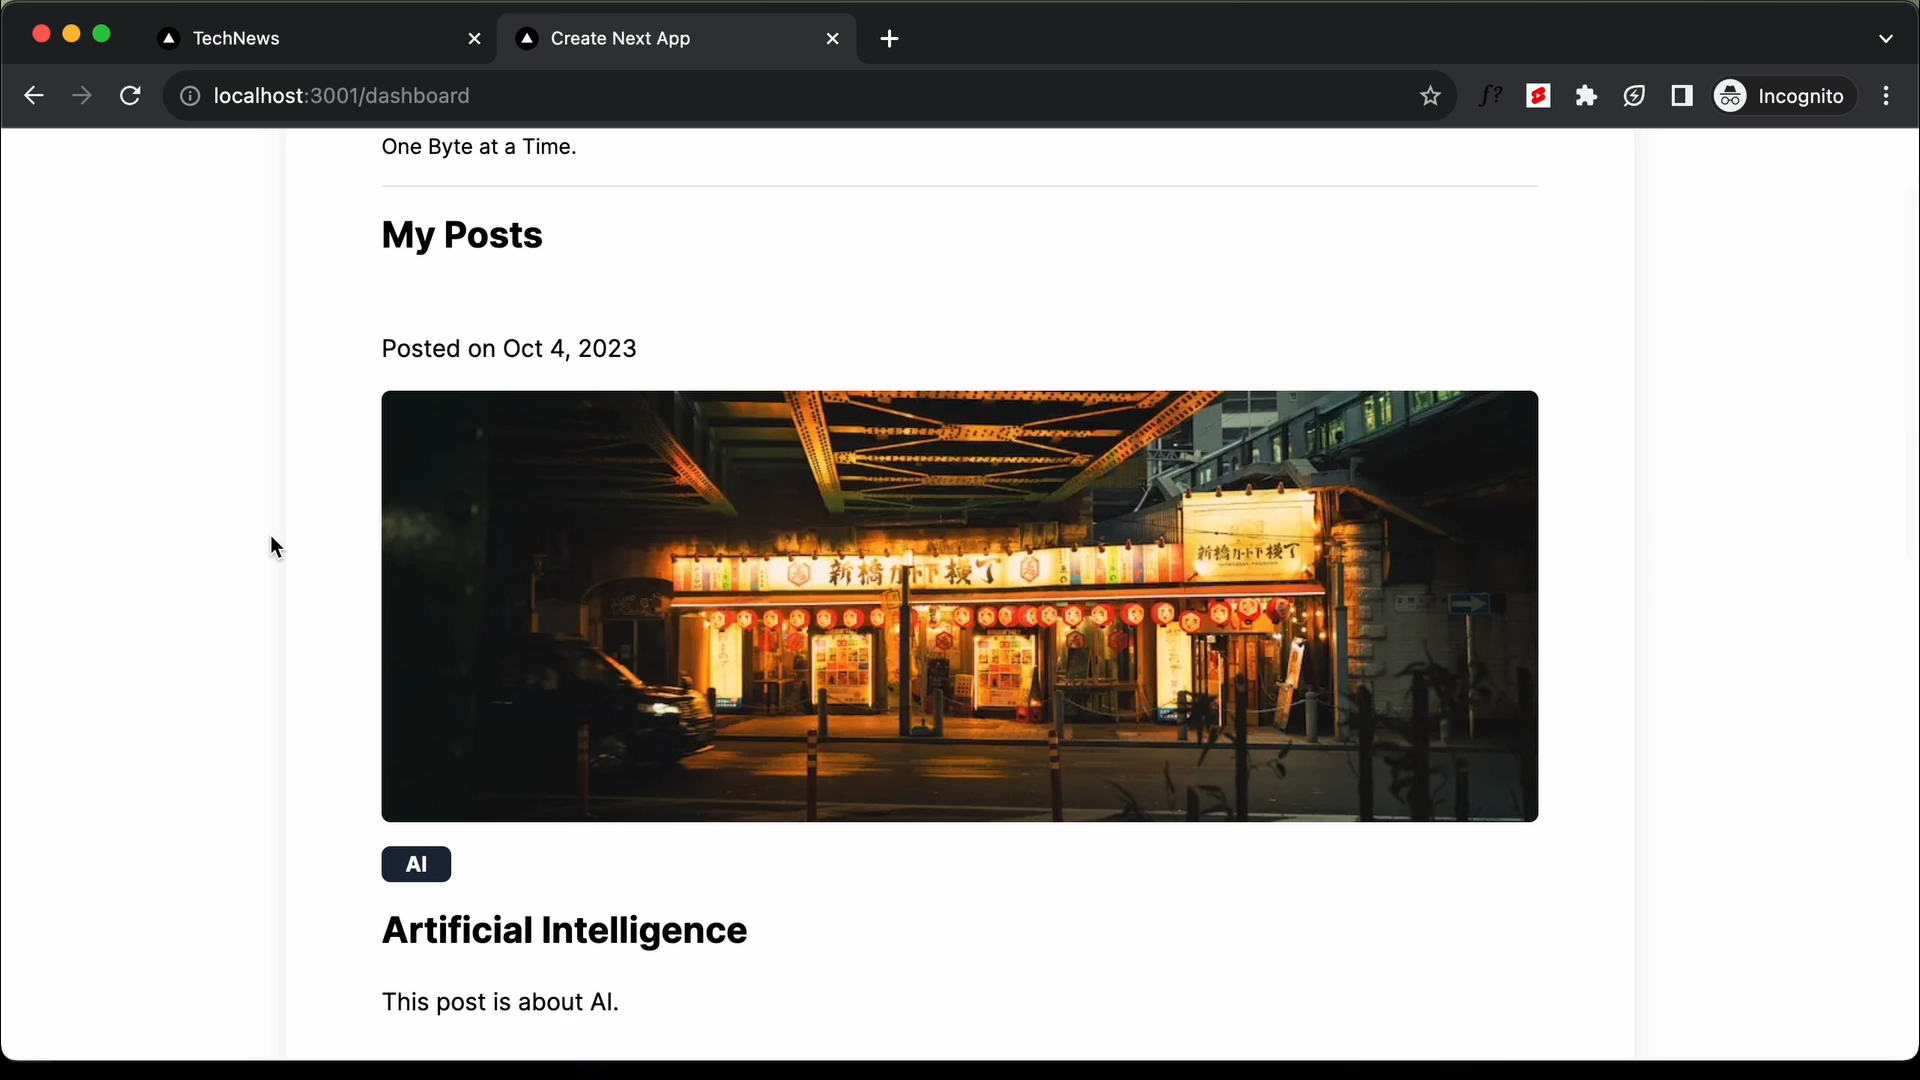 TechNews
Create Next App
localhost:3001/dashboard
f?
Incognito
One Byte at a Time.
My Posts
Posted on Oct 4, 2023
新橋ガード下横丁
新橋ガード下横丁
AI
Artificial Intelligence
This post is about AI.